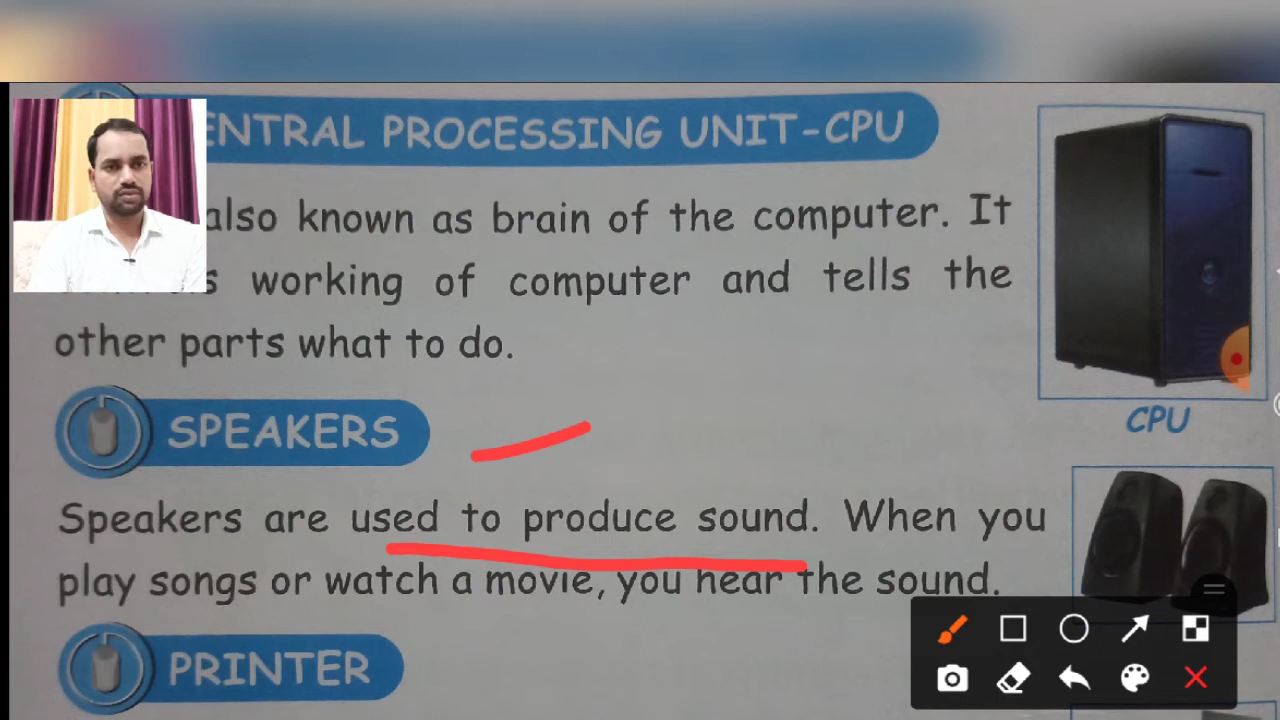 ENTRAL PROCESSING UNIT-CPU
also known as brain of the computer. It
working of computer and tells the
other parts what to do.
CPU
SPEAKERS
Speakers are used to produce sound. When you
play songs or watch a movie, you hear the sound.
PRINTER